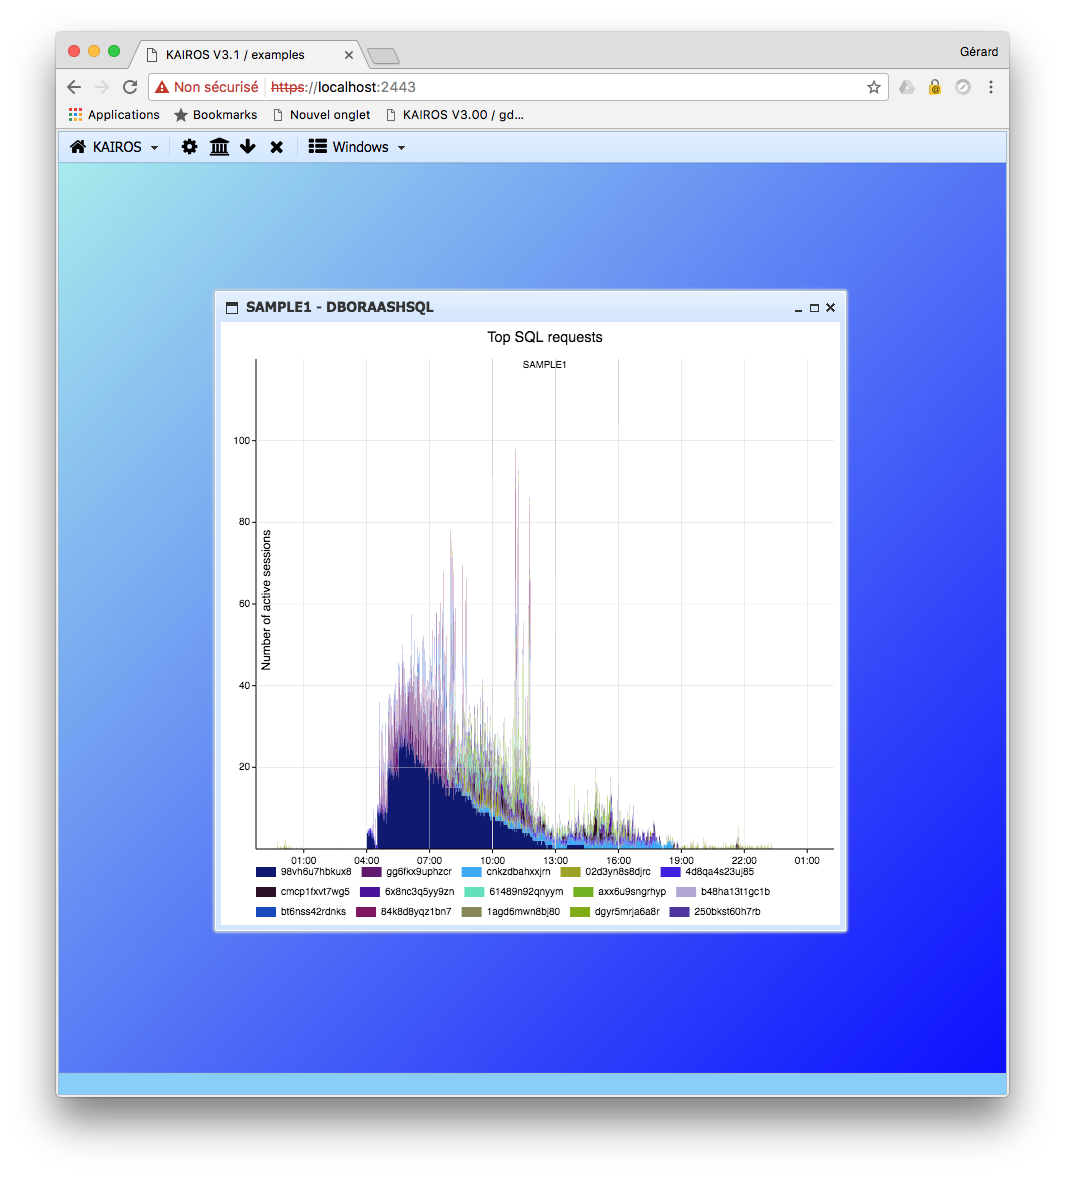 KAIROS V3.1 / examples
Gérard
Non sécurisé https://localhost:2443
Applications Bookmarks Nouvel onglet KAIROS V3.00 / gd...
KAIROS Windows
SAMPLE1 - DBORAASHSQL
Top SQL requests
SAMPLE1
Number of active sessions
100
80
60
40
20
01:00 04:00 07:00 10:00 13:00 16:00 19:00 22:00 01:00
98vh6u7hbkux8 gg6fkx9uphzcr cnkzdbahxxjrn 02d3yn8s8djrc 4d8qa4s23uj85
cmcp1fxvt7wg5 6x8nc3q5yy9zn 61489n92qnyym axx6u9sngrhyp b48ha13t1gc1b
bt6nss42rdnks 84k8d8yqz1bn7 1agd6mwn8bj80 dgyr5mrja6a8r 250bkst60h7rb